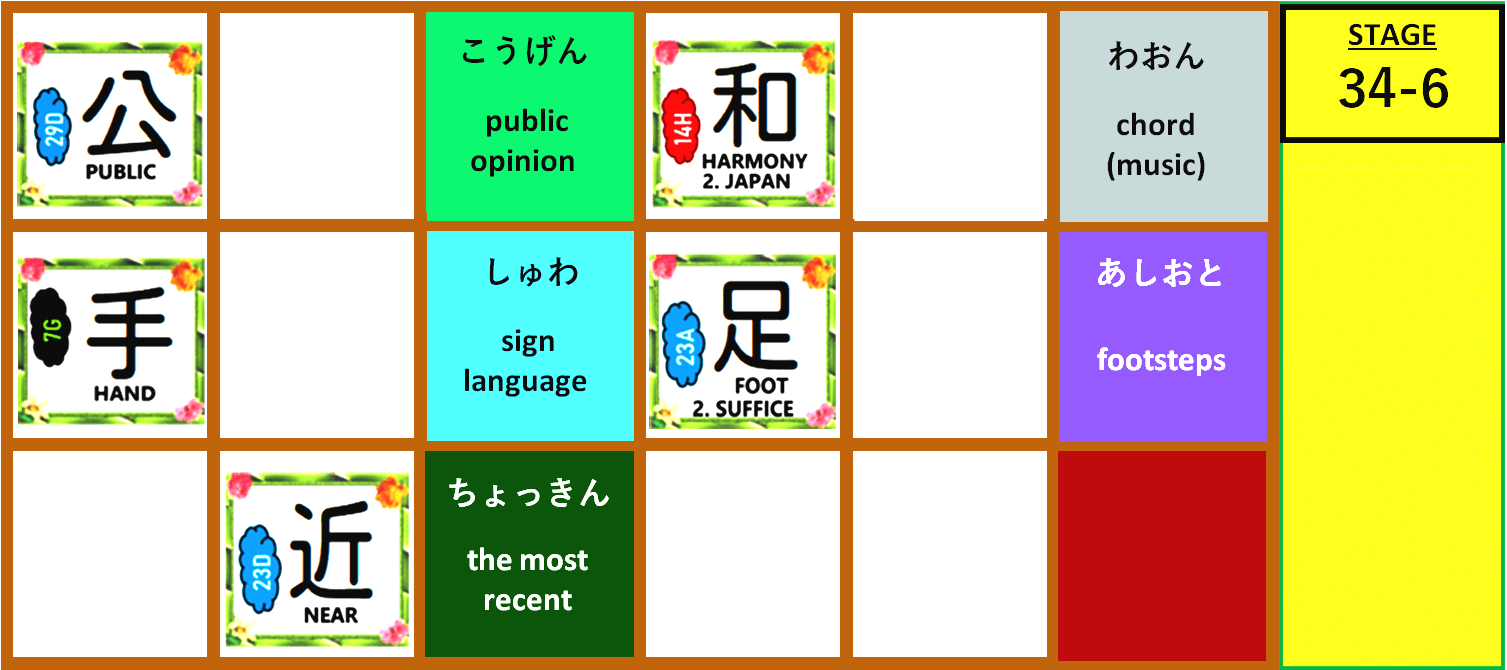 29D
公
PUBLIC
こうげん
public
opinion
14H
和
HARMONY
2. JAPAN
わおん
chord
(music)
STAGE
34-6
7G
手
HAND
しゅわ
sign
language
23A
足
FOOT
2. SUFFICE
あしおと
footsteps
23D
近
NEAR
ちょっきん
the most
recent